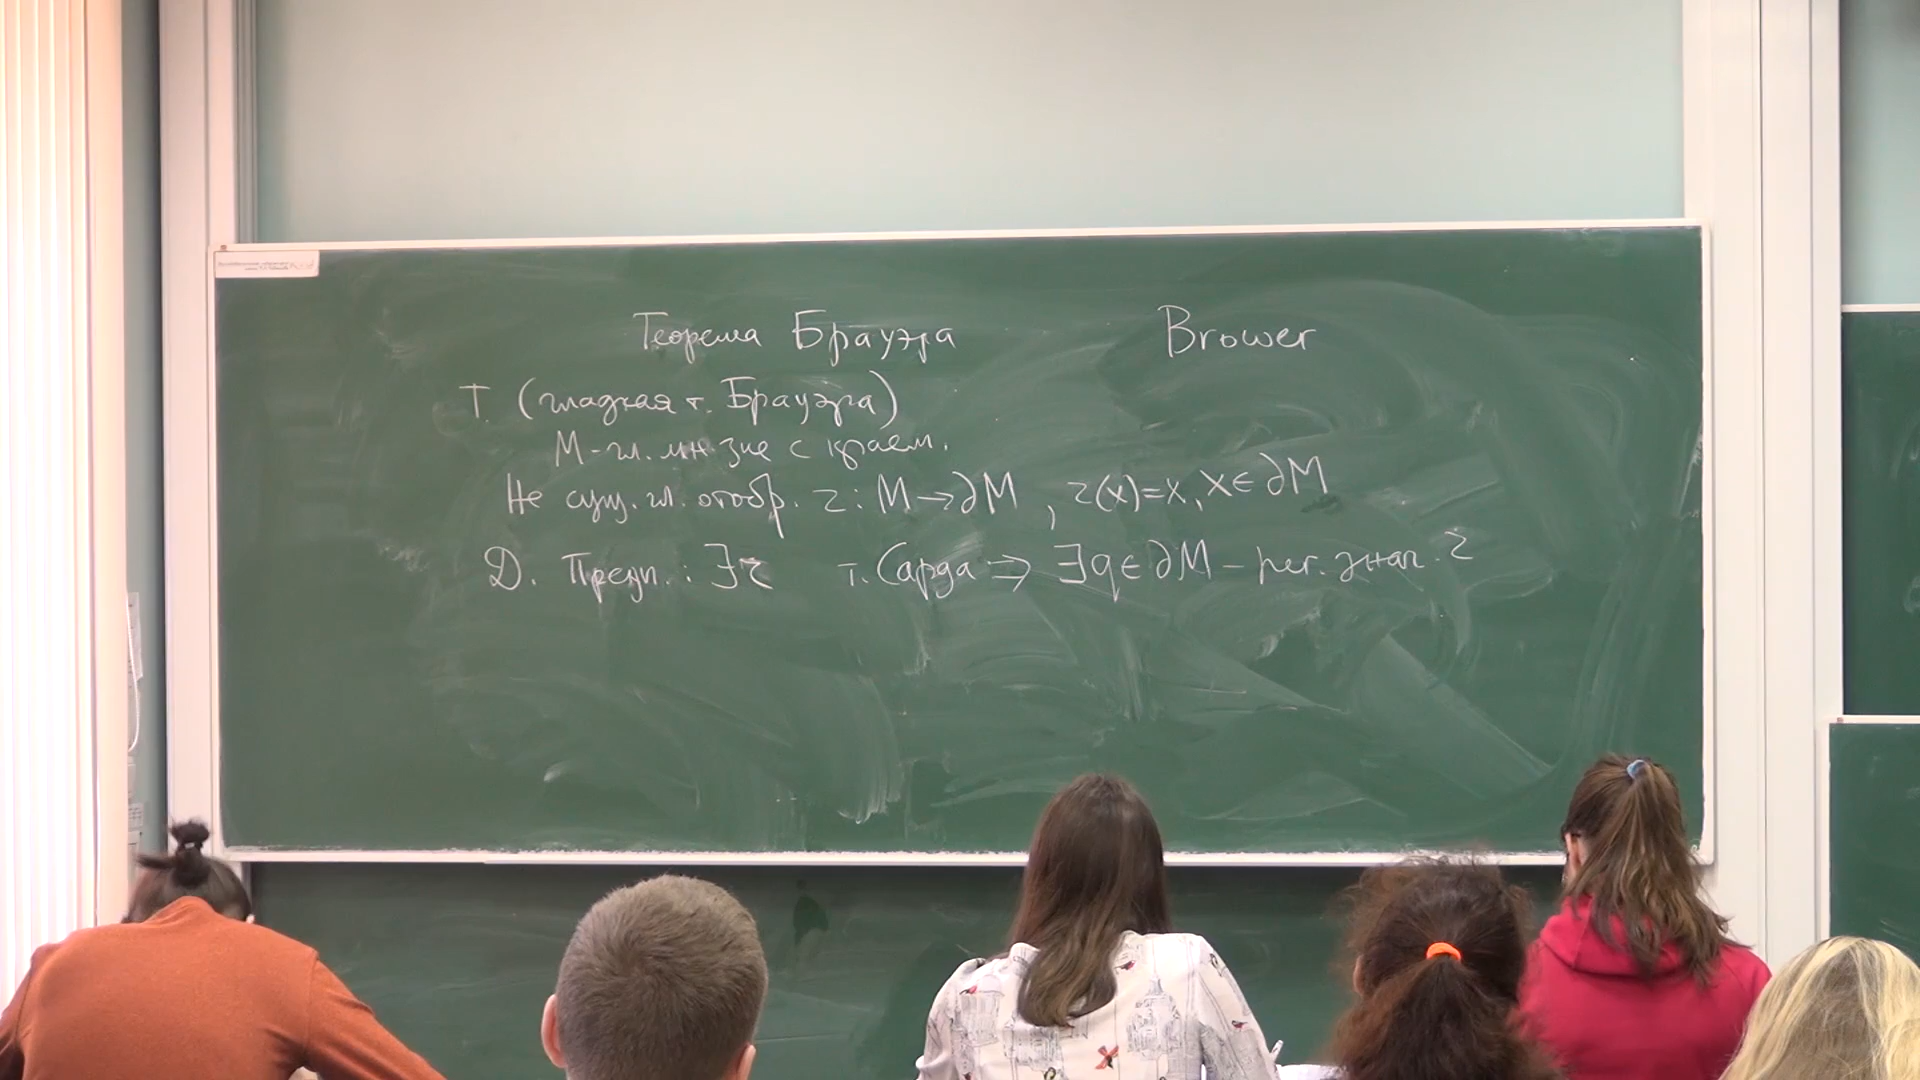 Теорема Брауэра Brower
Т. (гладкая т. Брауэра)
М-гл. мн-зие с краем.
Не сущ. гл. отобр. r: M→∂M, r(x)=x, x∈∂M
Д. Предп.: ∃r т. Сарда ⇒ ∃q∈∂M – рег. знач. r